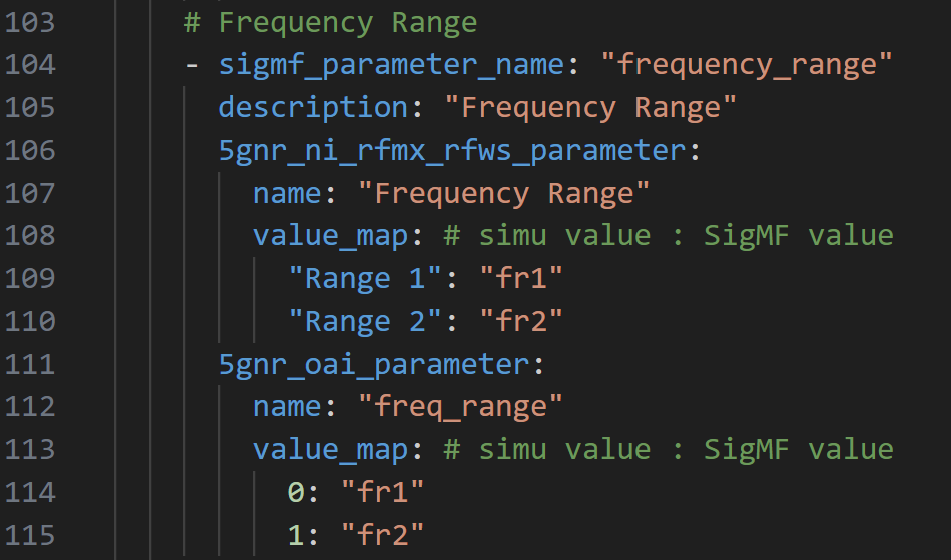 103 # Frequency Range
104 - sigmf_parameter_name: "frequency_range"
105 description: "Frequency Range"
106 5gnr_ni_rfmx_rfws_parameter:
107 name: "Frequency Range"
108 value_map: # simu value : SigMF value
109 "Range 1": "fr1"
110 "Range 2": "fr2"
111 5gnr_oai_parameter:
112 name: "freq_range"
113 value_map: # simu value : SigMF value
114 0: "fr1"
115 1: "fr2"